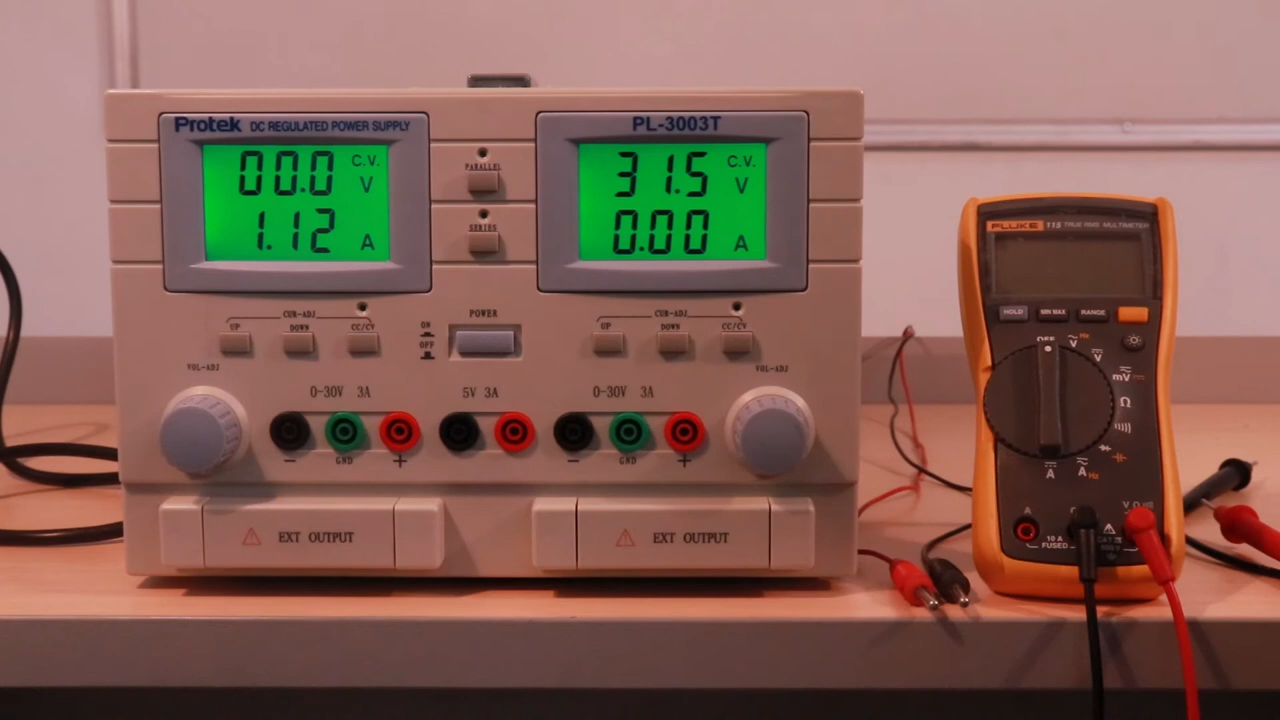 Protek DC REGULATED POWER SUPPLY
00.0 C.V.
V
1.12 A
PARALLEL
SERIES
PL-3003T
31.5 C.V.
V
0.00 A
CUR-ADJ
UP DOWN CC/CV
ON
OFF
POWER
CUR-ADJ
UP DOWN CC/CV
VOL-ADJ
VOL-ADJ
0-30V 3A
5V 3A
0-30V 3A
− GND +
− GND +
EXT OUTPUT
EXT OUTPUT
FLUKE 115 TRUE RMS MULTIMETER
HOLD MIN MAX RANGE
OFF
V Hz
V
mV
Ω
A
A Hz
A
V Ω
10 A
FUSED